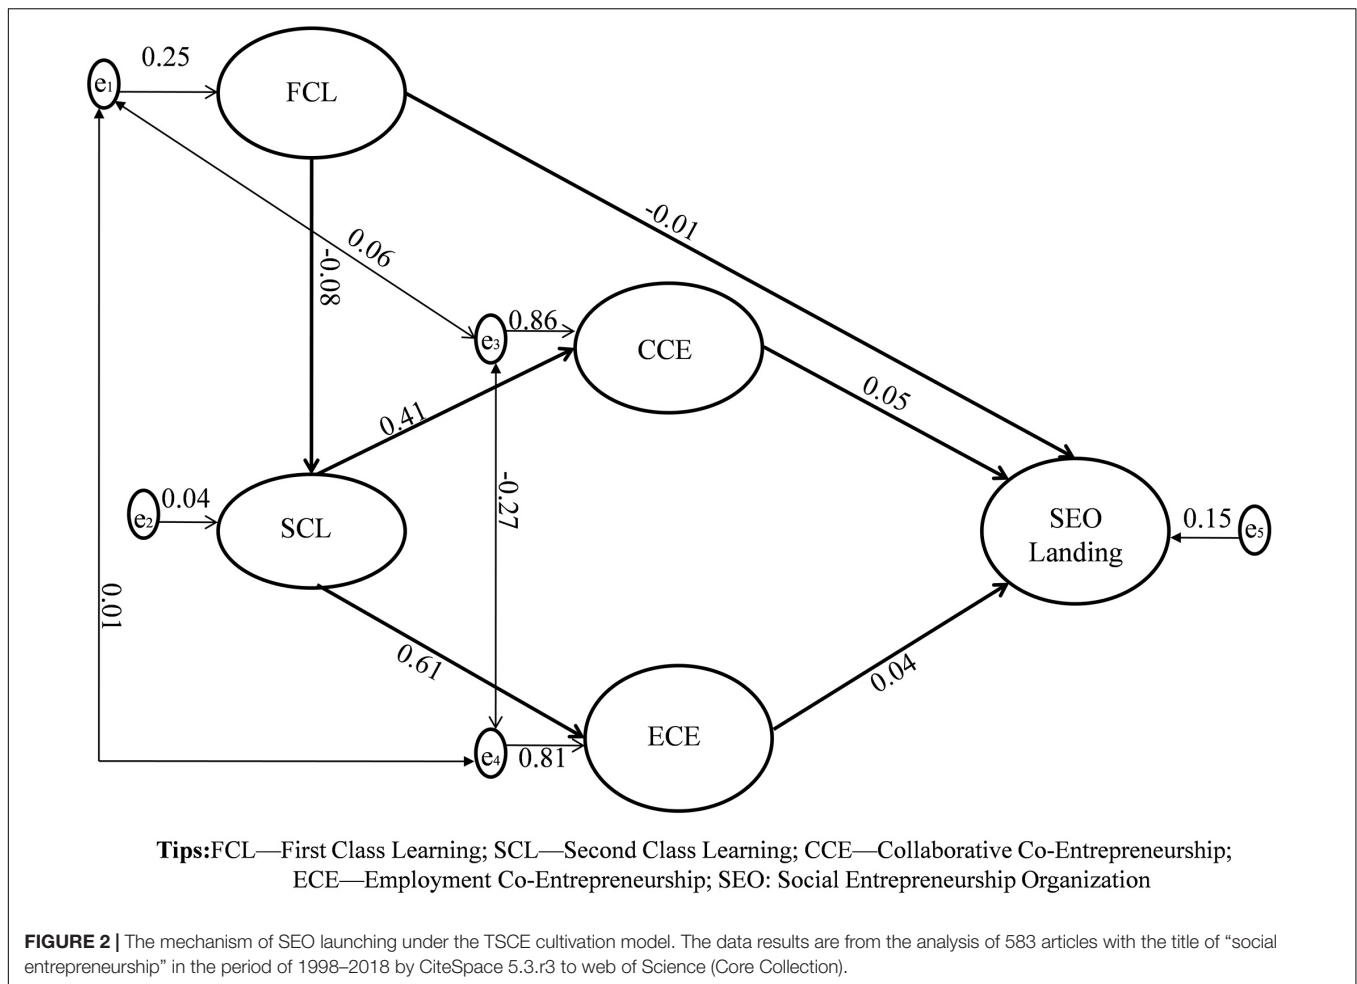 0.25
e1
FCL
-0.01
0.06
-0.08
0.86
e3
CCE
0.05
0.41
-0.27
0.04
e2
SCL
SEO
Landing
0.15
e5
0.01
0.61
0.04
ECE
e4
0.81
Tips:FCL—First Class Learning; SCL—Second Class Learning; CCE—Collaborative Co-Entrepreneurship;
ECE—Employment Co-Entrepreneurship; SEO: Social Entrepreneurship Organization
FIGURE 2 | The mechanism of SEO launching under the TSCE cultivation model. The data results are from the analysis of 583 articles with the title of “social
entrepreneurship” in the period of 1998–2018 by CiteSpace 5.3.r3 to web of Science (Core Collection).